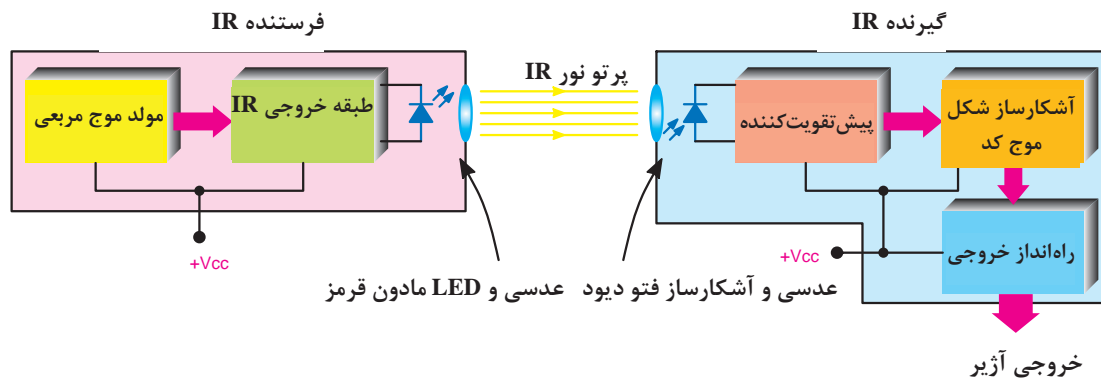 فرستنده IR
گیرنده IR
مولد موج مربعی
طبقه خروجی IR
پرتو نور IR
پیش‌تقویت‌کننده
آشکارساز شکل
موج کد
راه‌انداز خروجی
+Vcc
+Vcc
عدسی و LED مادون قرمز
عدسی و آشکارساز فتو دیود
خروجی آژیر